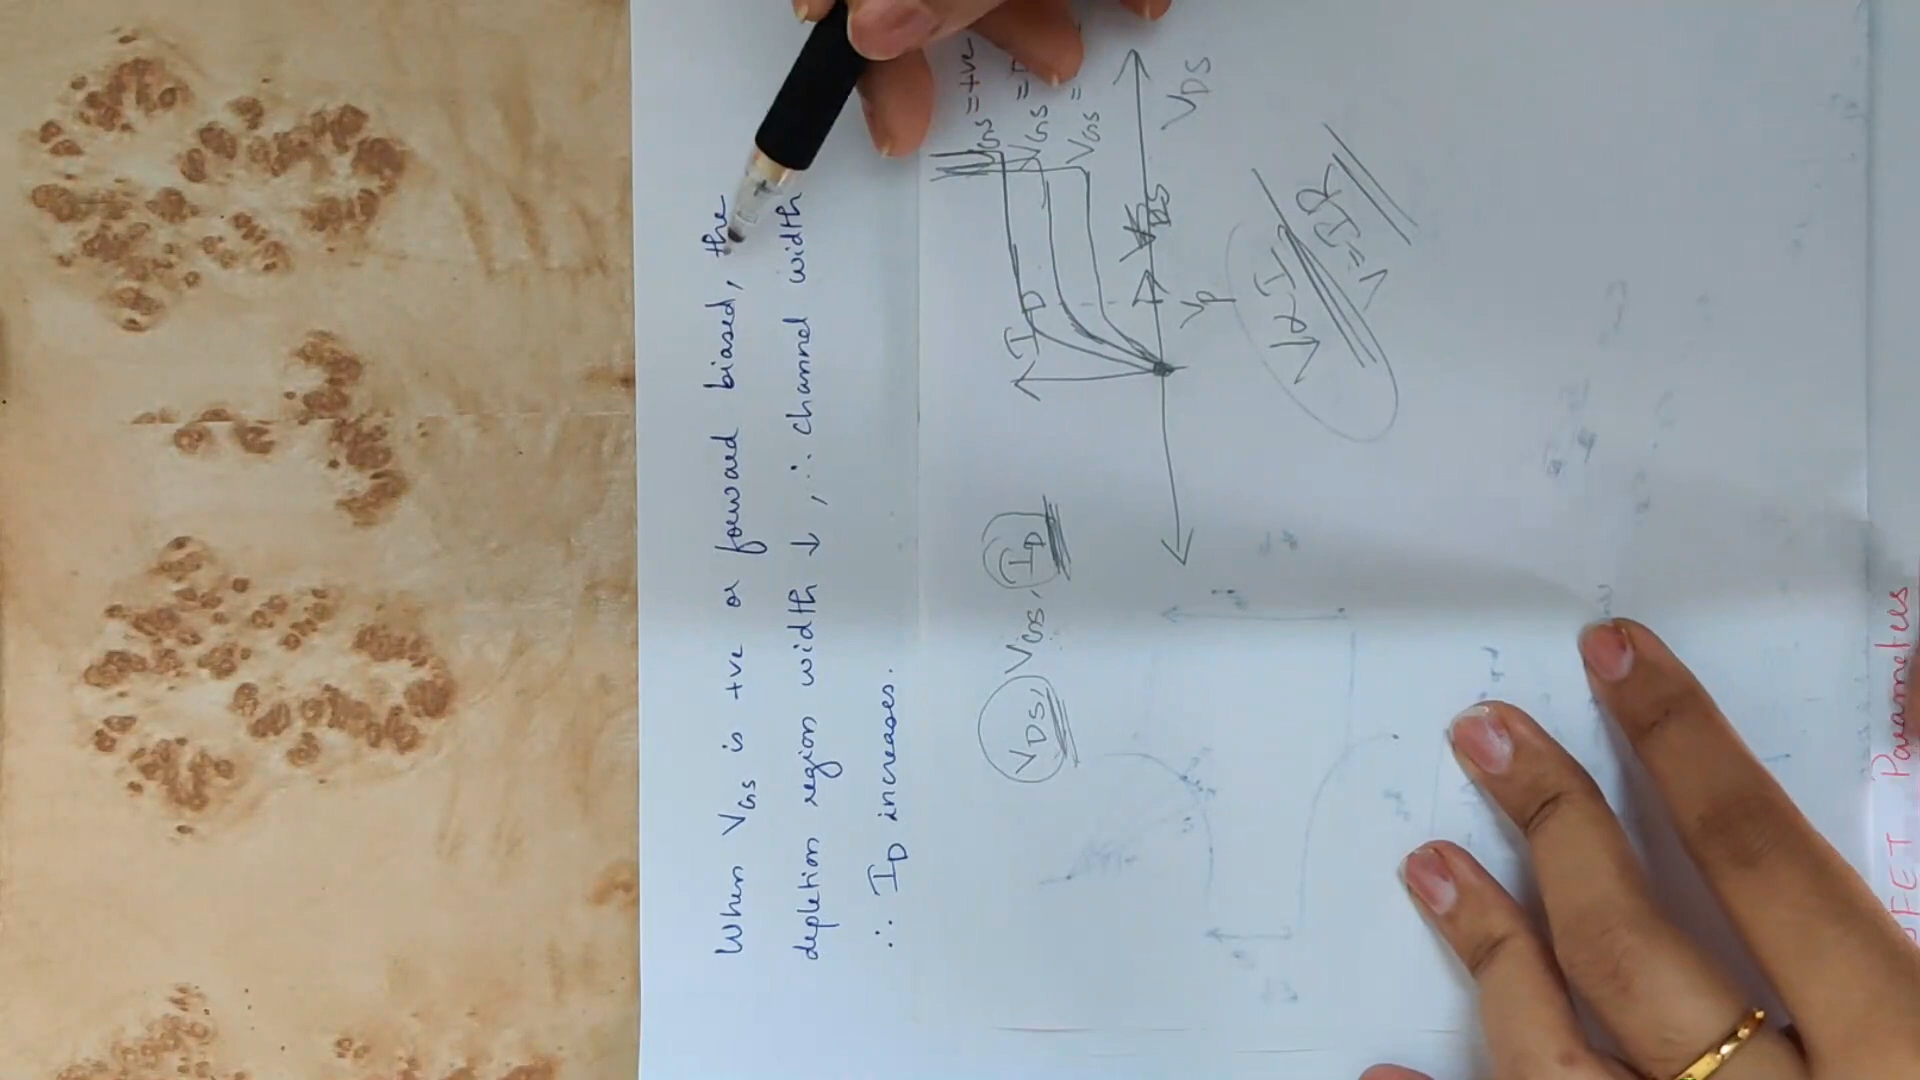 When VGS is +ve or forward biased, the
depletion region width ↓, ∴ channel width
∴ ID increases.
VDS, VGS, ID
ID
VGS = +ve
VGS =
VGS =
VDS
VDS
VP
V ∝ I
V = IR
JFET Parameters